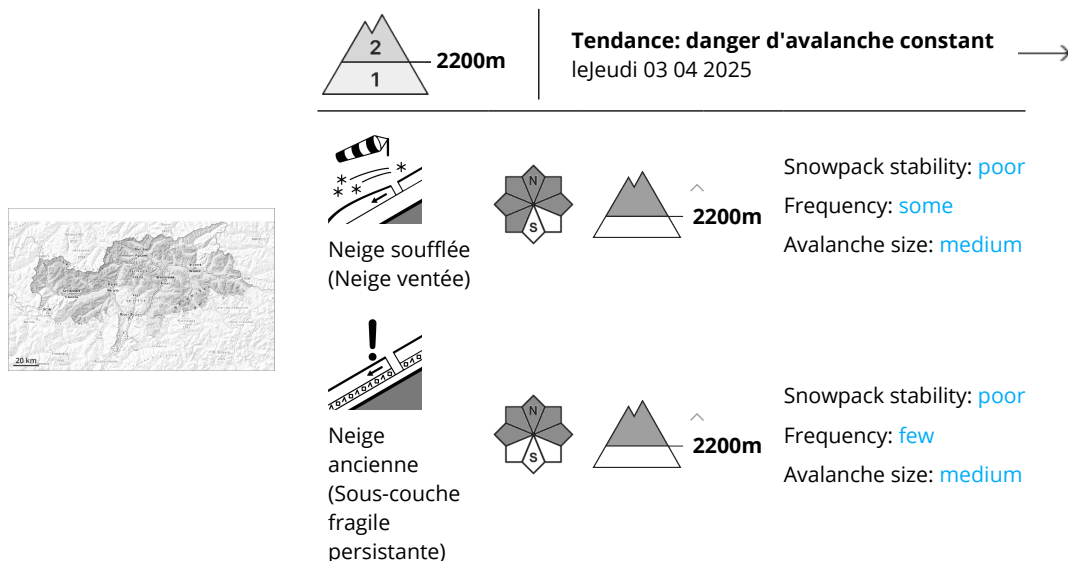 2
1
2200m
Tendance: danger d'avalanche constant
leJeudi 03 04 2025
20 km
Neige soufflée
(Neige ventée)
N
S
2200m
Snowpack stability: poor
Frequency: some
Avalanche size: medium
Neige
ancienne
(Sous-couche
fragile
persistante)
N
S
2200m
Snowpack stability: poor
Frequency: few
Avalanche size: medium